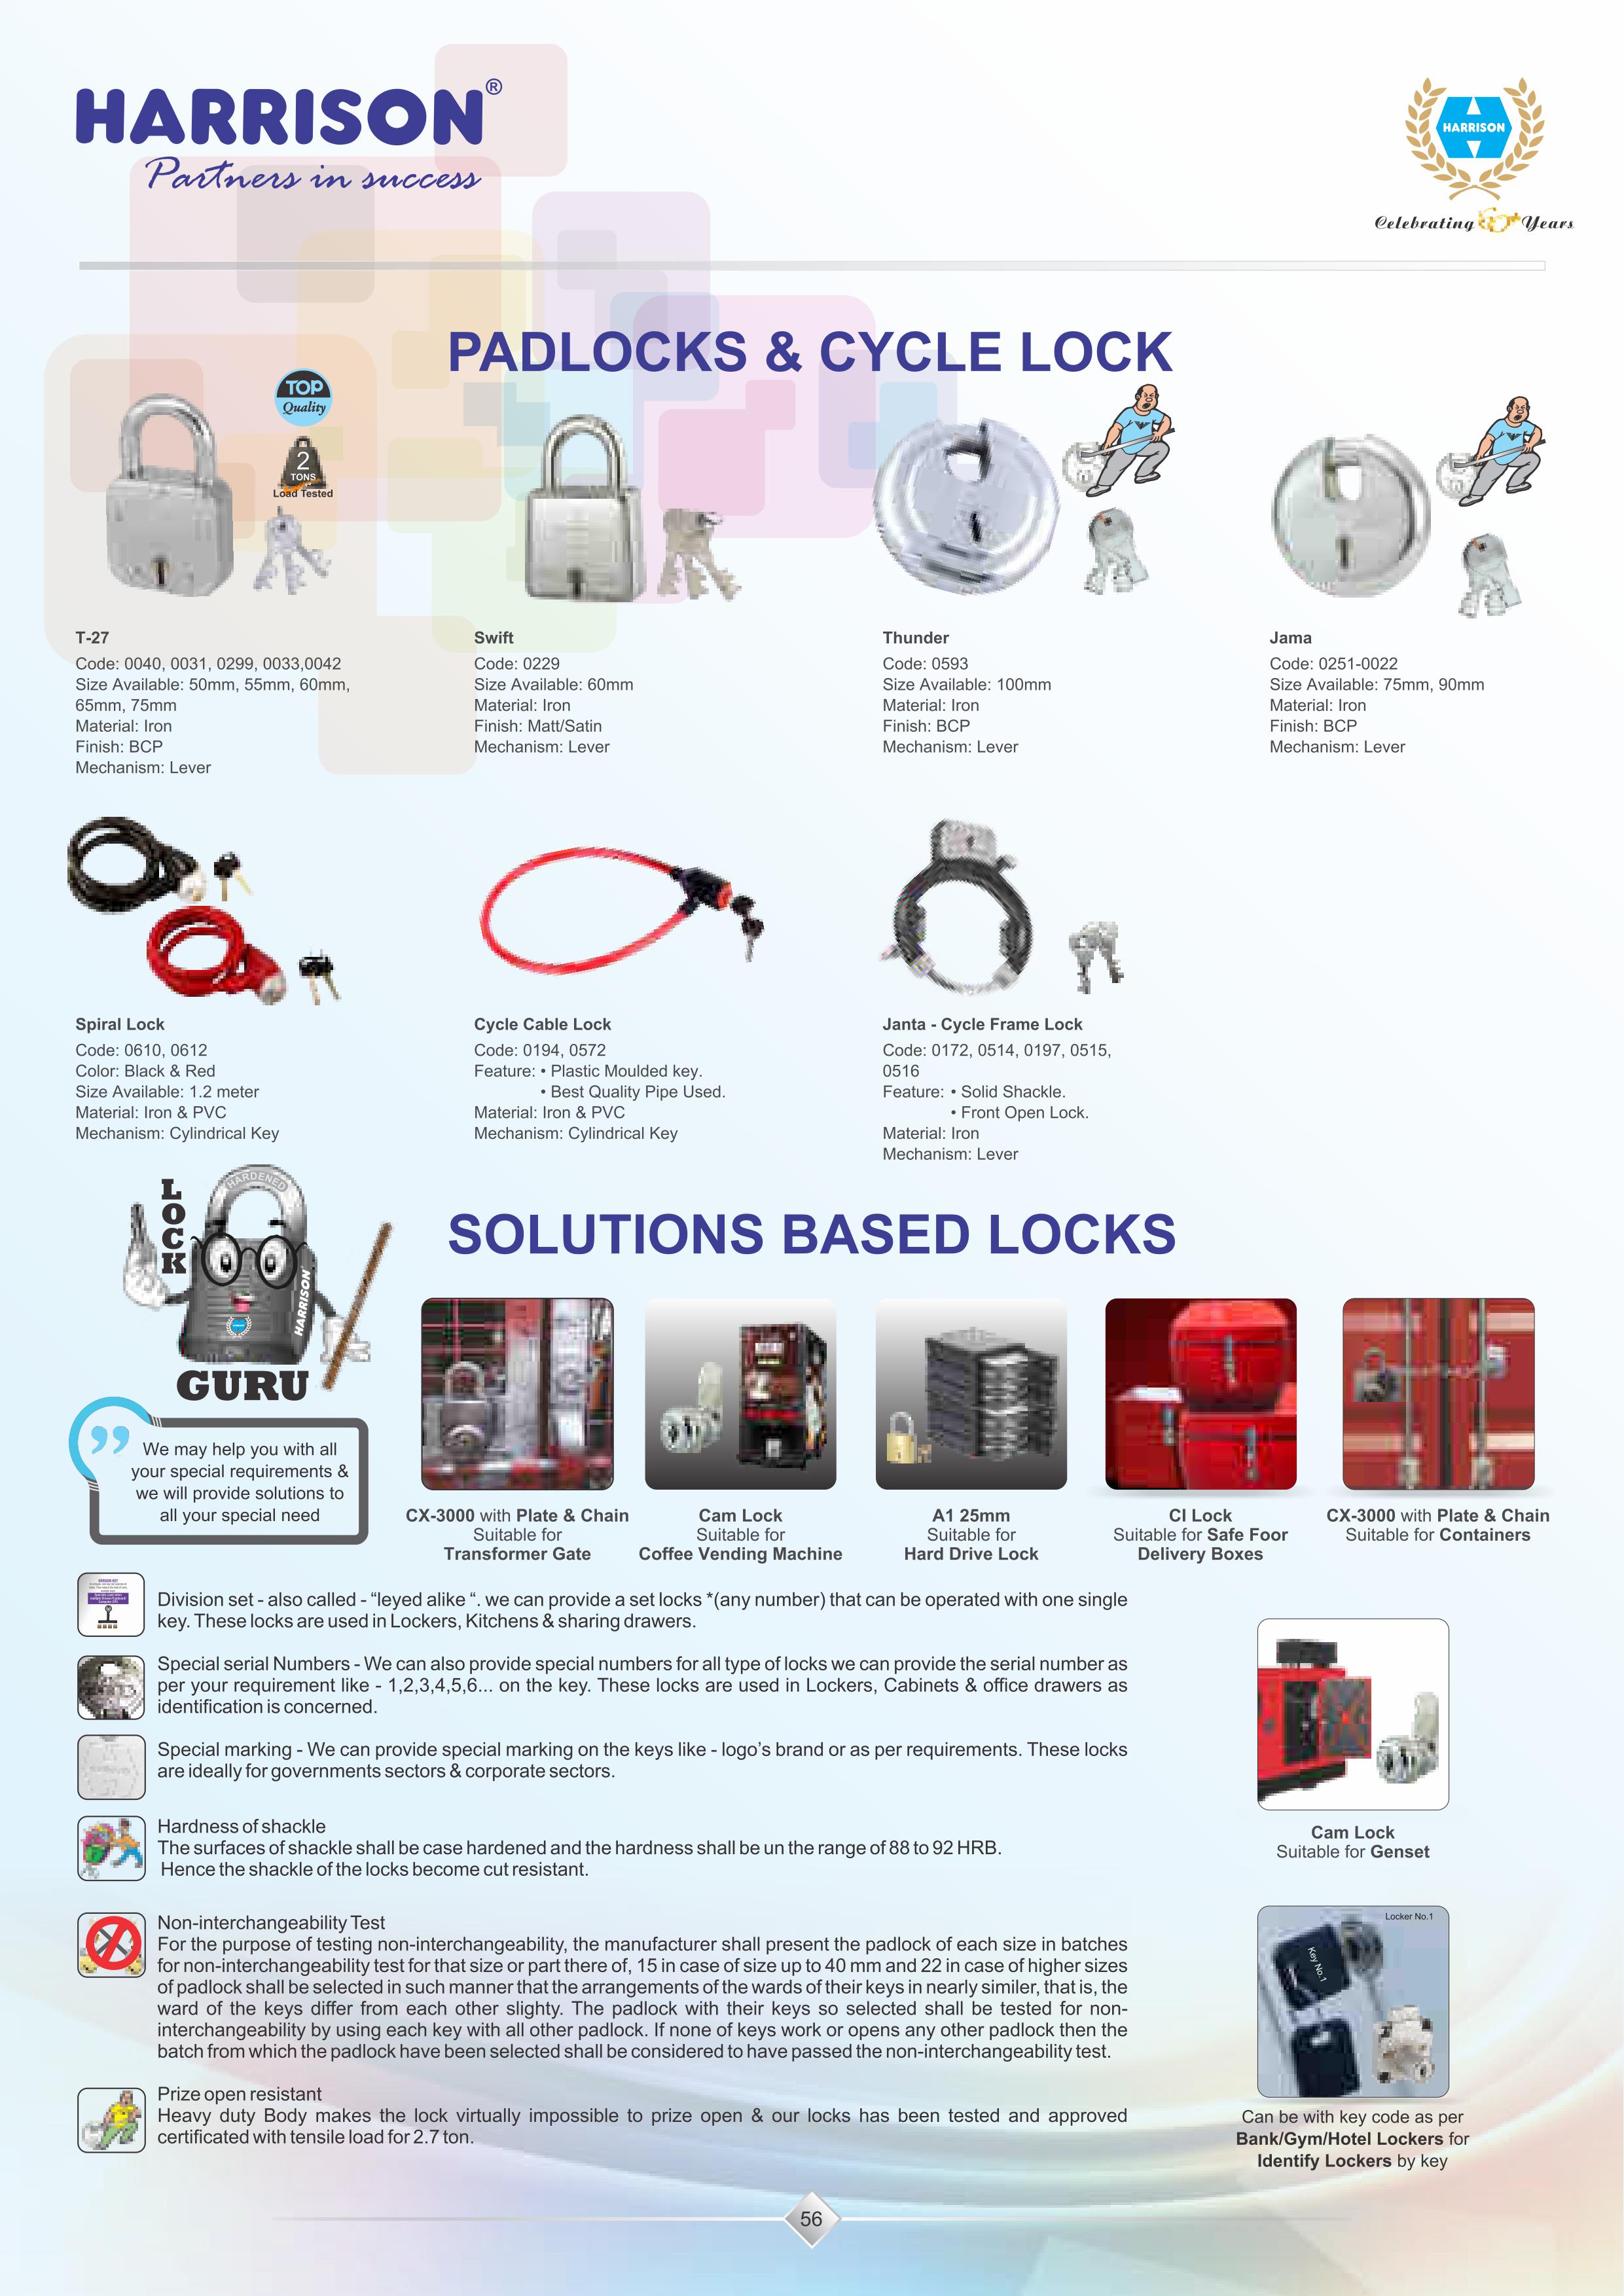 HARRISON®
Partners in success
HARRISON
Celebrating Years
PADLOCKS & CYCLE LOCK
TOP
Quality
2
TONS
Load Tested
T-27
Code: 0040, 0031, 0299, 0033,0042
Size Available: 50mm, 55mm, 60mm,
65mm, 75mm
Material: Iron
Finish: BCP
Mechanism: Lever
Swift
Code: 0229
Size Available: 60mm
Material: Iron
Finish: Matt/Satin
Mechanism: Lever
Thunder
Code: 0593
Size Available: 100mm
Material: Iron
Finish: BCP
Mechanism: Lever
Jama
Code: 0251-0022
Size Available: 75mm, 90mm
Material: Iron
Finish: BCP
Mechanism: Lever
Spiral Lock
Code: 0610, 0612
Color: Black & Red
Size Available: 1.2 meter
Material: Iron & PVC
Mechanism: Cylindrical Key
Cycle Cable Lock
Code: 0194, 0572
Feature: • Plastic Moulded key.
• Best Quality Pipe Used.
Material: Iron & PVC
Mechanism: Cylindrical Key
Janta - Cycle Frame Lock
Code: 0172, 0514, 0197, 0515,
0516
Feature: • Solid Shackle.
• Front Open Lock.
Material: Iron
Mechanism: Lever
LOCK
HARDENED
HARRISON
GURU
” We may help you with all
your special requirements &
we will provide solutions to
all your special need
SOLUTIONS BASED LOCKS
CX-3000 with Plate & Chain
Suitable for
Transformer Gate
Cam Lock
Suitable for
Coffee Vending Machine
A1 25mm
Suitable for
Hard Drive Lock
CI Lock
Suitable for Safe Foor
Delivery Boxes
CX-3000 with Plate & Chain
Suitable for Containers
Division set - also called - “leyed alike “. we can provide a set locks *(any number) that can be operated with one single
key. These locks are used in Lockers, Kitchens & sharing drawers.
Special serial Numbers - We can also provide special numbers for all type of locks we can provide the serial number as
per your requirement like - 1,2,3,4,5,6... on the key. These locks are used in Lockers, Cabinets & office drawers as
identification is concerned.
Special marking - We can provide special marking on the keys like - logo’s brand or as per requirements. These locks
are ideally for governments sectors & corporate sectors.
Hardness of shackle
The surfaces of shackle shall be case hardened and the hardness shall be un the range of 88 to 92 HRB.
Hence the shackle of the locks become cut resistant.
Non-interchangeability Test
For the purpose of testing non-interchangeability, the manufacturer shall present the padlock of each size in batches
for non-interchangeability test for that size or part there of, 15 in case of size up to 40 mm and 22 in case of higher sizes
of padlock shall be selected in such manner that the arrangements of the wards of their keys in nearly similer, that is, the
ward of the keys differ from each other slighty. The padlock with their keys so selected shall be tested for non-
interchangeability by using each key with all other padlock. If none of keys work or opens any other padlock then the
batch from which the padlock have been selected shall be considered to have passed the non-interchangeability test.
Prize open resistant
Heavy duty Body makes the lock virtually impossible to prize open & our locks has been tested and approved
certificated with tensile load for 2.7 ton.
Cam Lock
Suitable for Genset
Locker No.1
Key No.1
Can be with key code as per
Bank/Gym/Hotel Lockers for
Identify Lockers by key
56